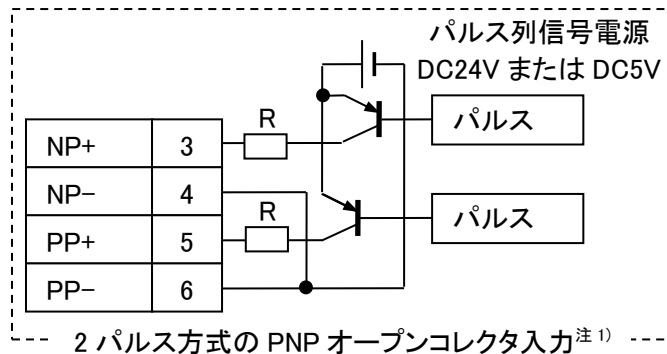 パルス列信号電源
DC24V または DC5V
R
パルス
NP+ 3
NP- 4
R
パルス
PP+ 5
PP- 6
2 パルス方式の PNP オープンコレクタ入力注 1)